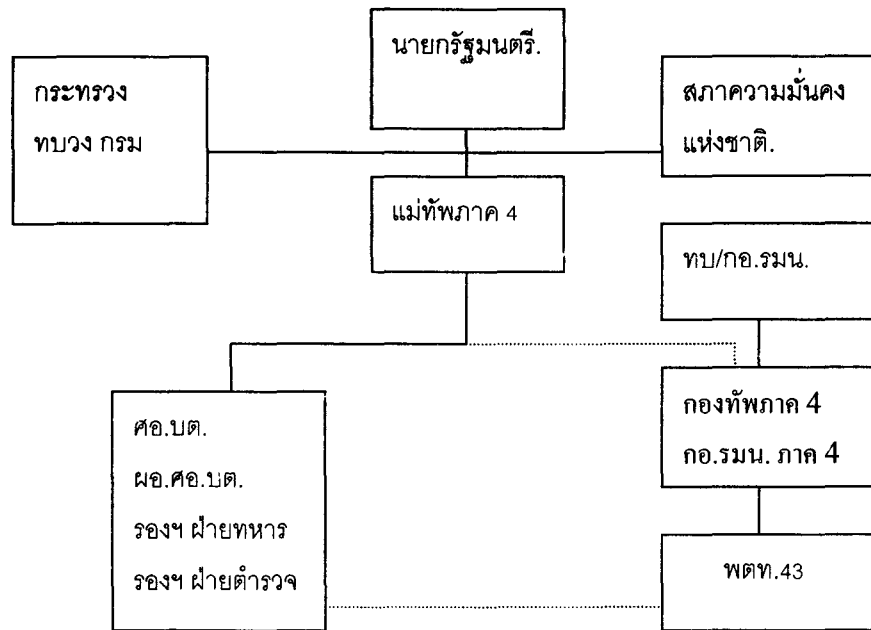 นายกรัฐมนตรี.
กระทรวง
ทบวง กรม
สภาความมั่นคง
แห่งชาติ.
แม่ทัพภาค 4
ทบ/กอ.รมน.
กองทัพภาค 4
กอ.รมน. ภาค 4
ศอ.บต.
ผอ.ศอ.บต.
รองฯ ฝ่ายทหาร
รองฯ ฝ่ายตำรวจ
พตท.43